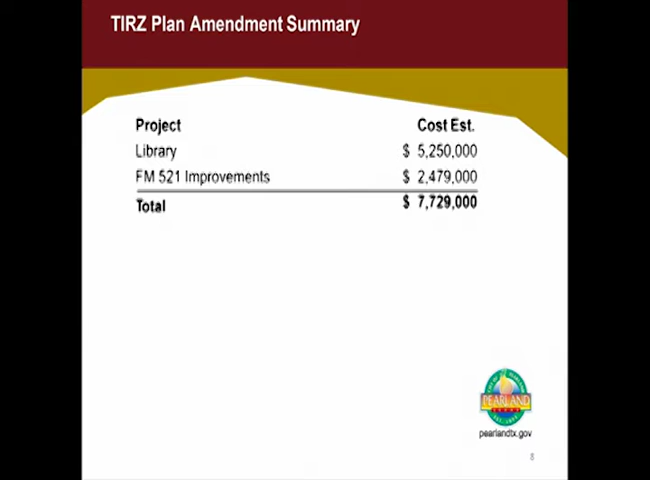 TIRZ Plan Amendment Summary
Project Cost Est.
Library $ 5,250,000
FM 521 Improvements $ 2,479,000
Total $ 7,729,000
PEARLAND
TEXAS
pearlandtx.gov
8